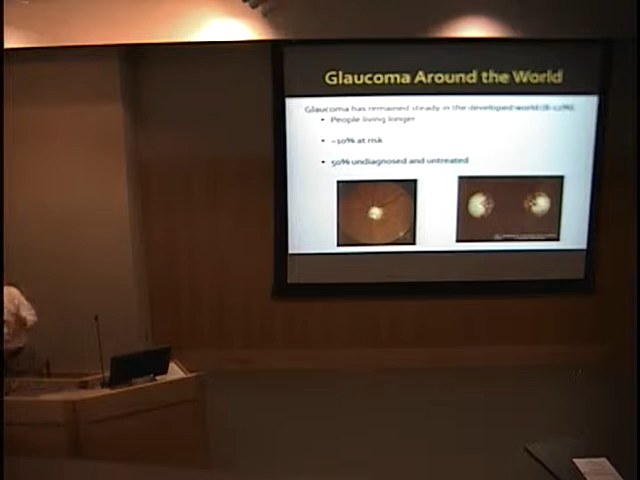 Glaucoma Around the World
Glaucoma has remained steady in the developed world
• People living longer
• ~10% at risk
• 50% undiagnosed and untreated